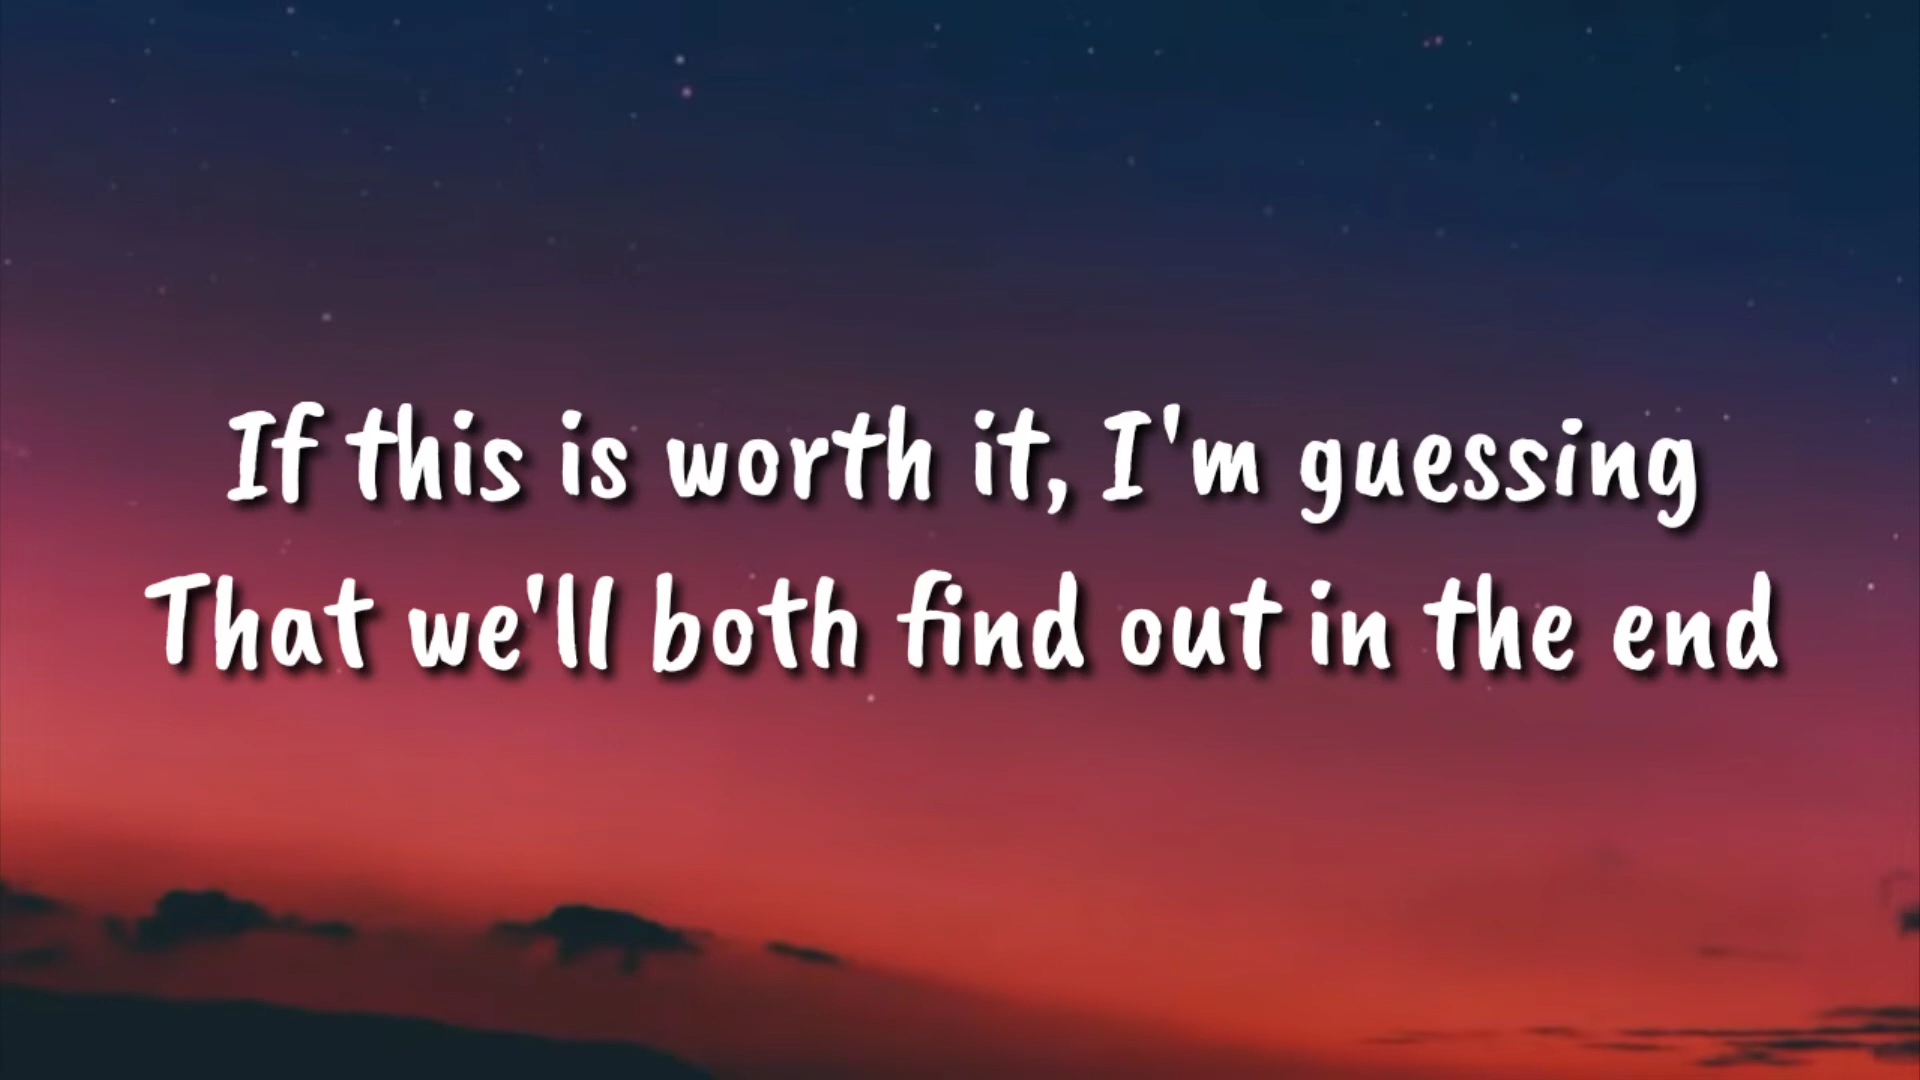 If this is worth it, I'm guessing
That we'll both find out in the end